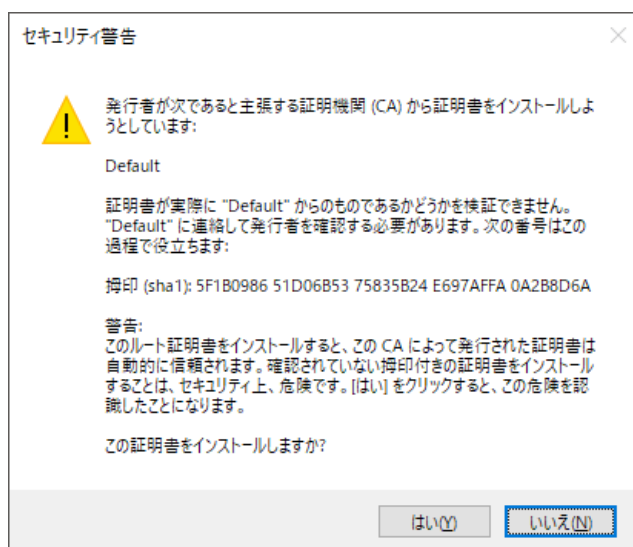 セキュリティ警告
発行者が次であると主張する証明機関 (CA) から証明書をインストールしよ
うとしています:
Default
証明書が実際に "Default" からのものであるかどうかを検証できません。
"Default" に連絡して発行者を確認する必要があります。次の番号はこの
過程で役立ちます:
拇印 (sha1): 5F1B0986 51D06B53 75835B24 E697AFFA 0A2B8D6A
警告:
このルート証明書をインストールすると、この CA によって発行された証明書は
自動的に信頼されます。確認されていない拇印付きの証明書をインストール
することは、セキュリティ上、危険です。[はい] をクリックすると、この危険を認
識したことになります。
この証明書をインストールしますか?
はい(Y)
いいえ(N)